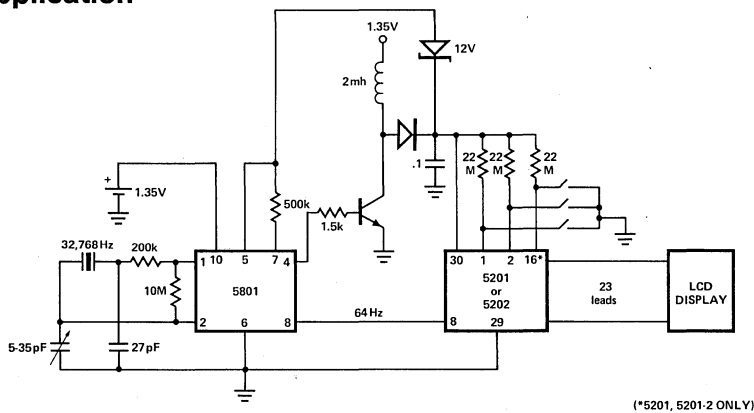 pplication
1.35V
12V
2mh
+
1.35V
.1
22
M
22
M
22
M
500k
1.5k
32,768Hz
200k
10M
1
10
5
7
4
5801
2
6
8
64 Hz
30
1
2
16*
5201
or
5202
8
29
23
leads
LCD
DISPLAY
5-35pF
27pF
(*5201, 5201-2 ONLY)